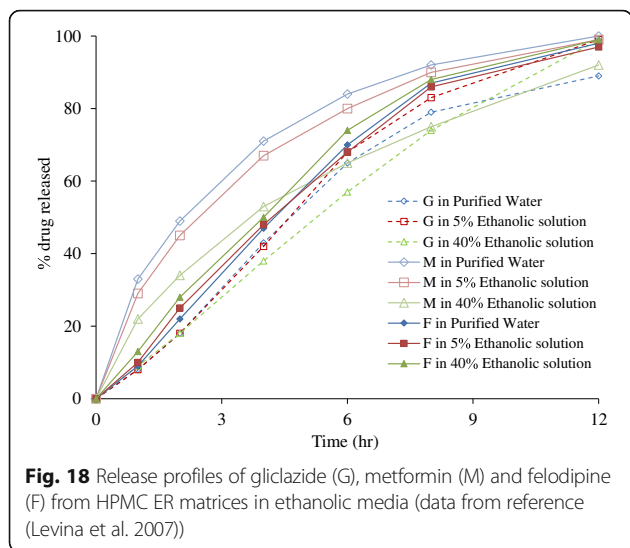 100
80
60
40
20
0
% drug released
G in Purified Water
G in 5% Ethanolic solution
G in 40% Ethanolic solution
M in Purified Water
M in 5% Ethanolic solution
M in 40% Ethanolic solution
F in Purified Water
F in 5% Ethanolic solution
F in 40% Ethanolic solution
0 3 6 9 12
Time (hr)
Fig. 18 Release profiles of gliclazide (G), metformin (M) and felodipine
(F) from HPMC ER matrices in ethanolic media (data from reference
(Levina et al. 2007))